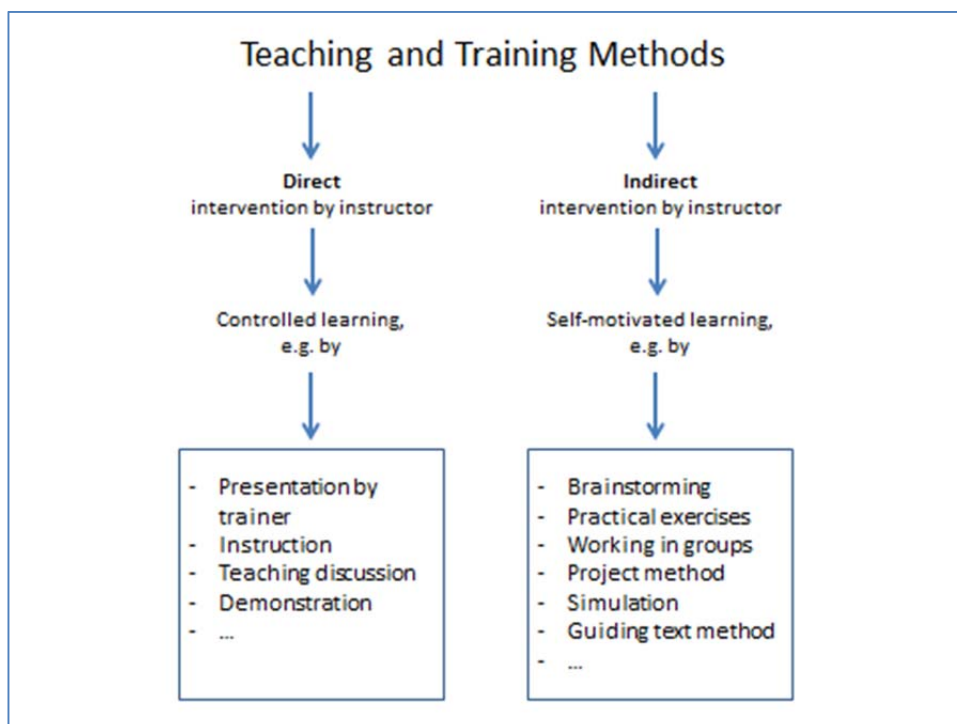 Teaching and Training Methods
Direct
intervention by instructor
Controlled learning,
e.g. by
- Presentation by
trainer
- Instruction
- Teaching discussion
- Demonstration
- ...
Indirect
intervention by instructor
Self-motivated learning,
e.g. by
- Brainstorming
- Practical exercises
- Working in groups
- Project method
- Simulation
- Guiding text method
- ...